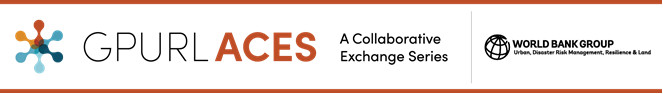 GPURL ACES
A Collaborative
Exchange Series
WORLD BANK GROUP
Urban, Disaster Risk Management, Resilience & Land